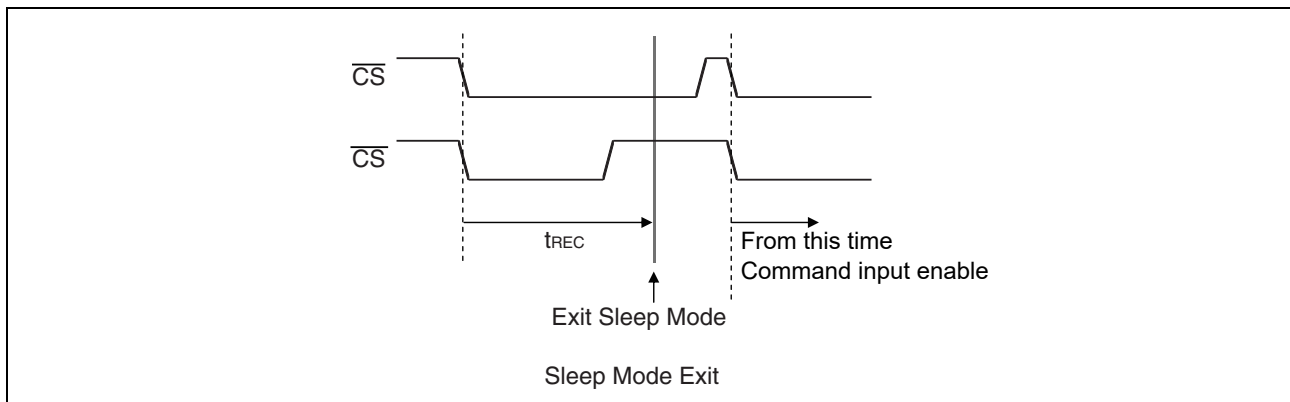 CS
CS
tREC
From this time
Command input enable
Exit Sleep Mode
Sleep Mode Exit